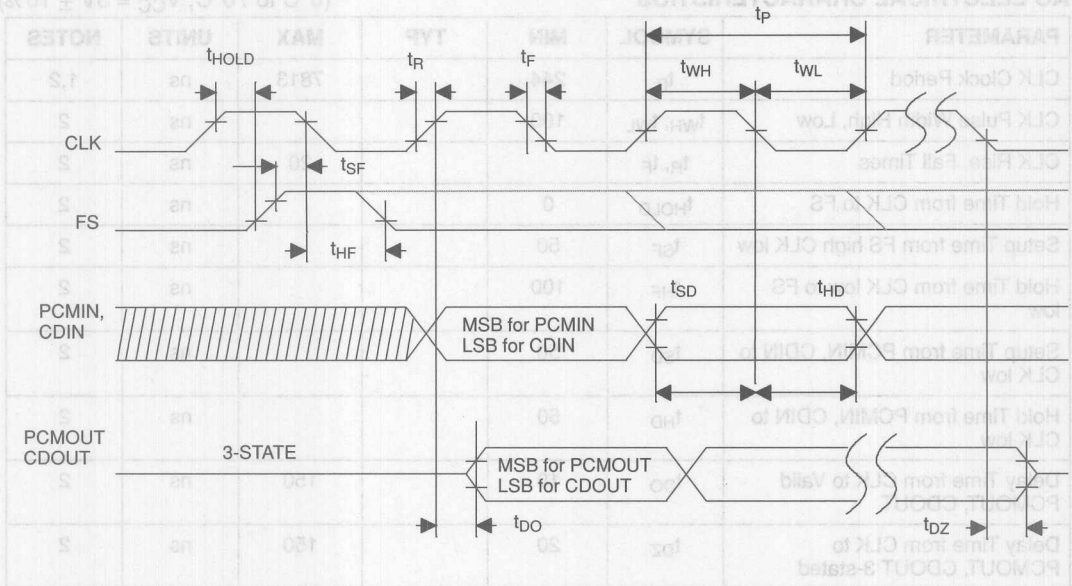 tP
tHOLD
tR
tF
tWH
tWL
CLK
tSF
FS
tHF
tSD
tHD
PCMIN,
CDIN
MSB for PCMIN
LSB for CDIN
PCMOUT
CDOUT
3-STATE
MSB for PCMOUT
LSB for CDOUT
tDO
tDZ